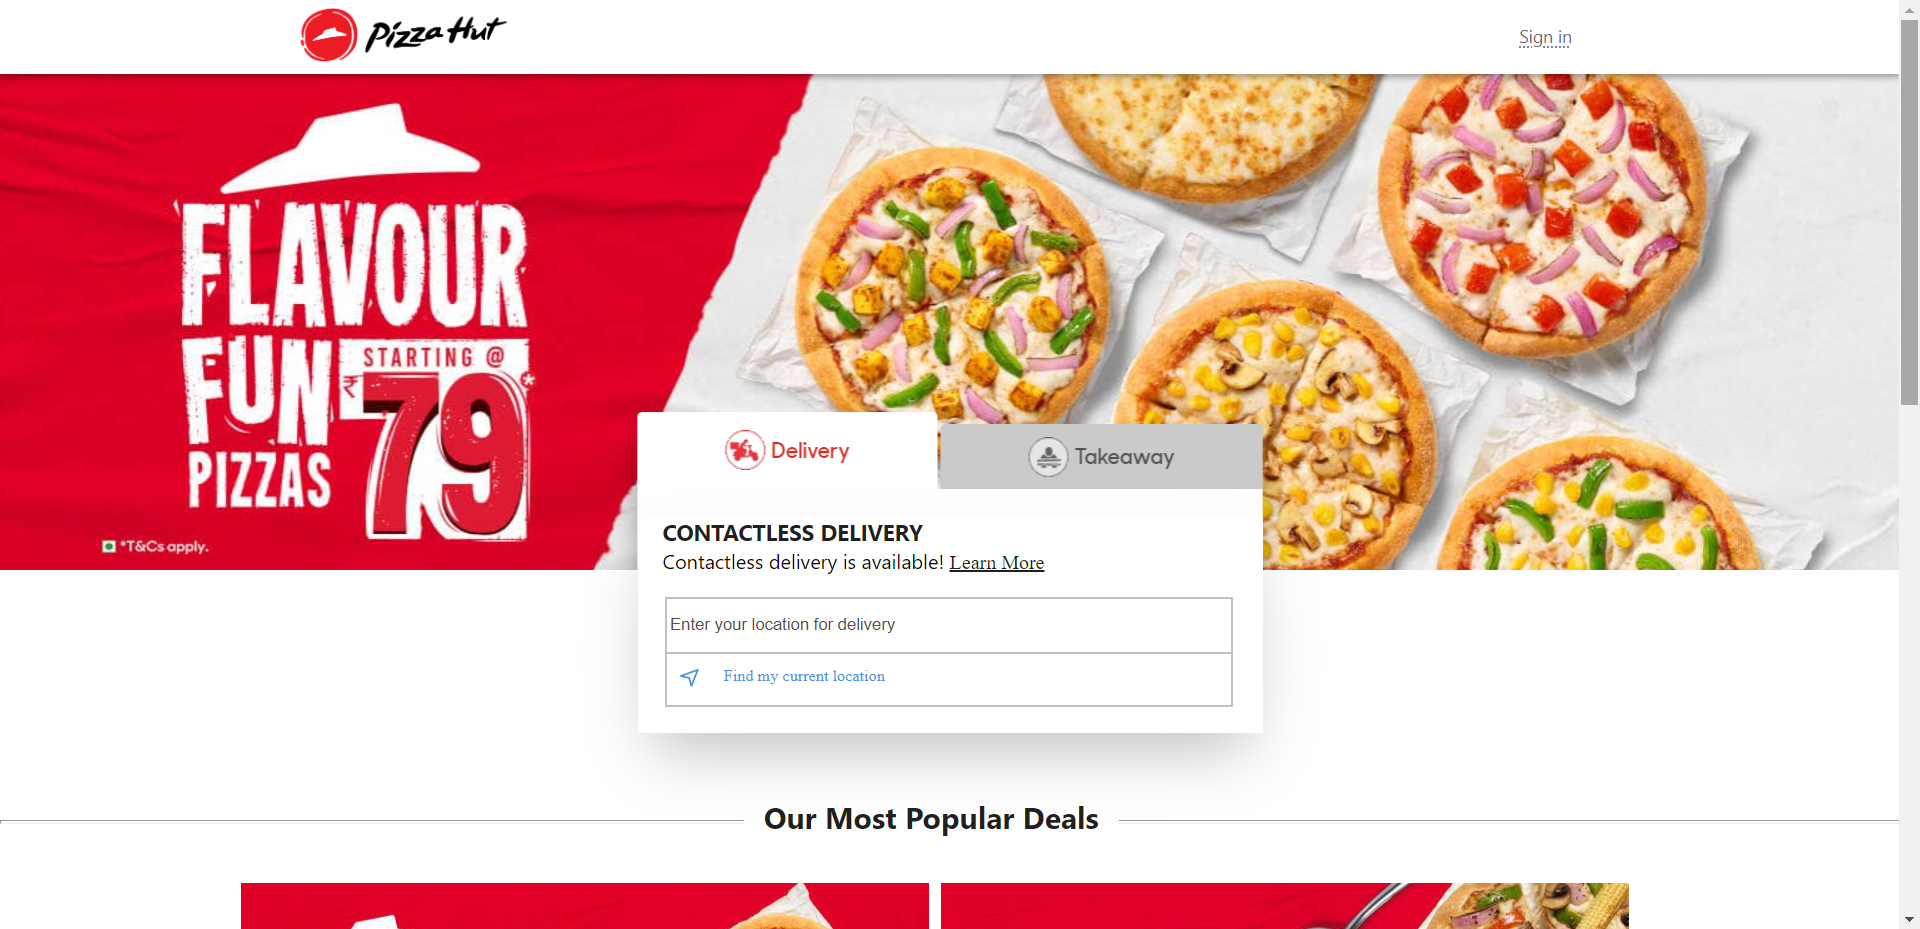 Pizza Hut
Sign in
FLAVOUR
FUN
STARTING @
₹79*
PIZZAS
*T&Cs apply.
Delivery
Takeaway
CONTACTLESS DELIVERY
Contactless delivery is available! Learn More
Enter your location for delivery
Find my current location
Our Most Popular Deals